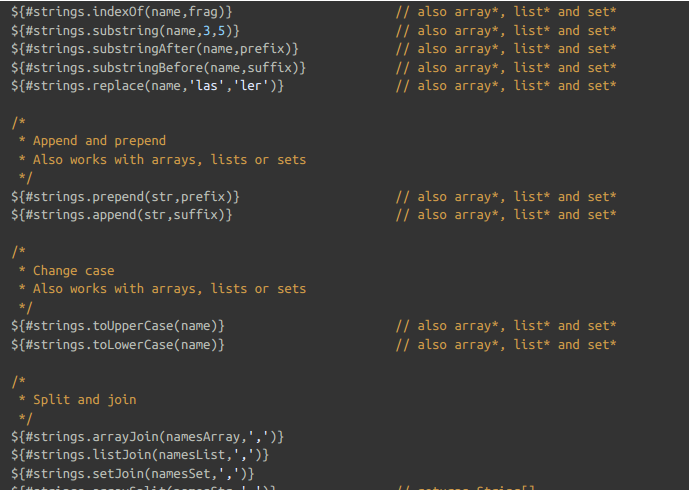 ${#strings.indexOf(name,frag)} // also array*, list* and set*
${#strings.substring(name,3,5)} // also array*, list* and set*
${#strings.substringAfter(name,prefix)} // also array*, list* and set*
${#strings.substringBefore(name,suffix)} // also array*, list* and set*
${#strings.replace(name,'las','ler')} // also array*, list* and set*
/*
* Append and prepend
* Also works with arrays, lists or sets
*/
${#strings.prepend(str,prefix)} // also array*, list* and set*
${#strings.append(str,suffix)} // also array*, list* and set*
/*
* Change case
* Also works with arrays, lists or sets
*/
${#strings.toUpperCase(name)} // also array*, list* and set*
${#strings.toLowerCase(name)} // also array*, list* and set*
/*
* Split and join
*/
${#strings.arrayJoin(namesArray,',')}
${#strings.listJoin(namesList,',')}
${#strings.setJoin(namesSet,',')}
${#strings.arraySplit(namesStr,',')} // returns String[]